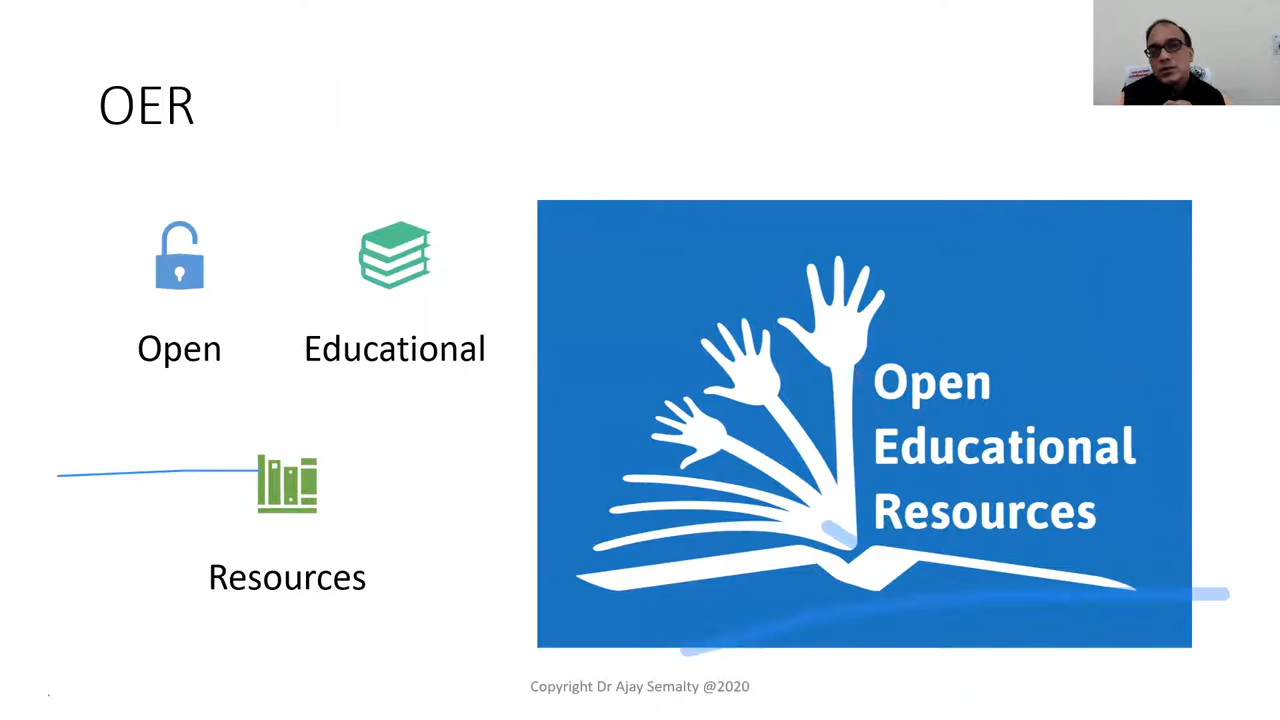 OER
Open
Educational
Resources
Open
Educational
Resources
Copyright Dr Ajay Semalty @2020